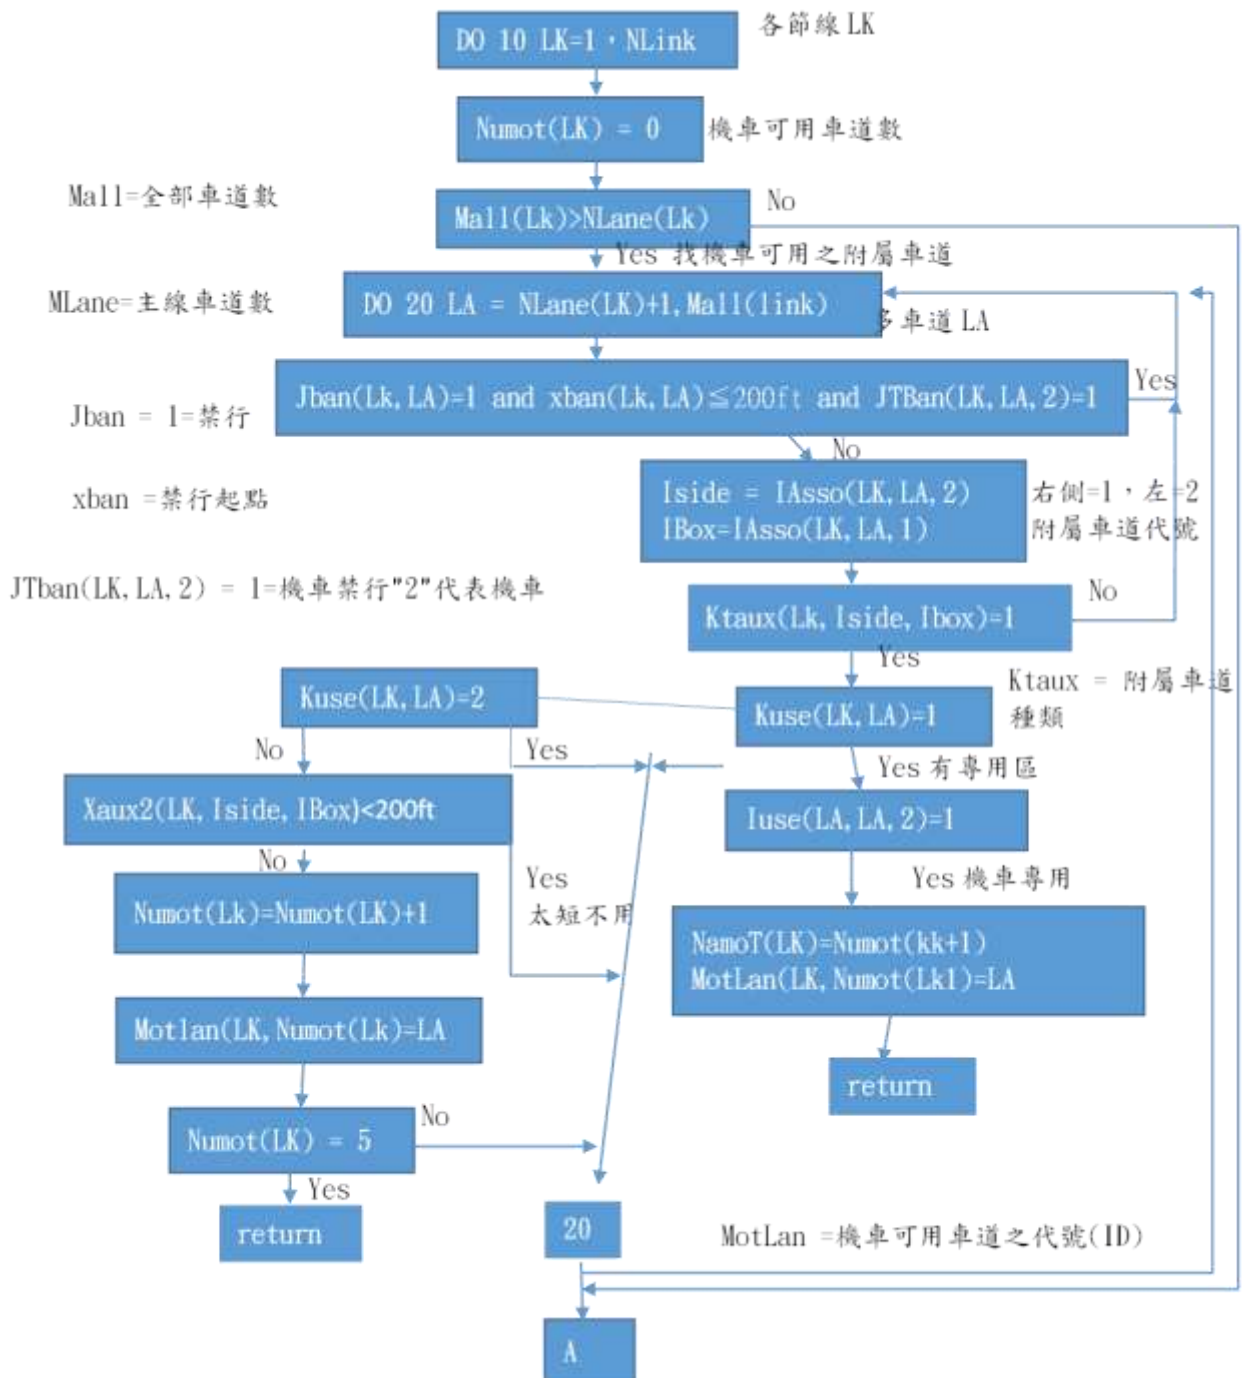 DO 10 LK=1，NLink
各節線 LK
Numot(LK) = 0
機車可用車道數
Mall=全部車道數
Mall(Lk)>NLane(Lk)
No
Yes 找機車可用之附屬車道
MLane=主線車道數
DO 20 LA = NLane(LK)+1,Mall(link)
多車道 LA
Jban(Lk,LA)=1 and xban(Lk,LA)≦200ft and JTBan(LK,LA,2)=1
Yes
Jban = 1=禁行
No
xban =禁行起點
Iside = IAsso(LK,LA,2)
IBox=IAsso(LK,LA,1)
右側=1，左=2
附屬車道代號
JTban(LK,LA,2) = 1=機車禁行"2"代表機車
Ktaux(Lk,Iside,Ibox)=1
No
Yes
Ktaux = 附屬車道
種類
Kuse(LK,LA)=2
Kuse(LK,LA)=1
No
Yes
Yes 有專用區
Xaux2(LK,Iside,IBox)<200ft
Iuse(LA,LA,2)=1
No
Yes
太短不用
Yes 機車專用
Numot(Lk)=Numot(LK)+1
NamoT(LK)=Numot(kk+1)
MotLan(LK,Numot(Lk1)=LA
Motlan(LK,Numot(Lk)=LA
return
Numot(LK) = 5
No
Yes
return
20
MotLan =機車可用車道之代號(ID)
A